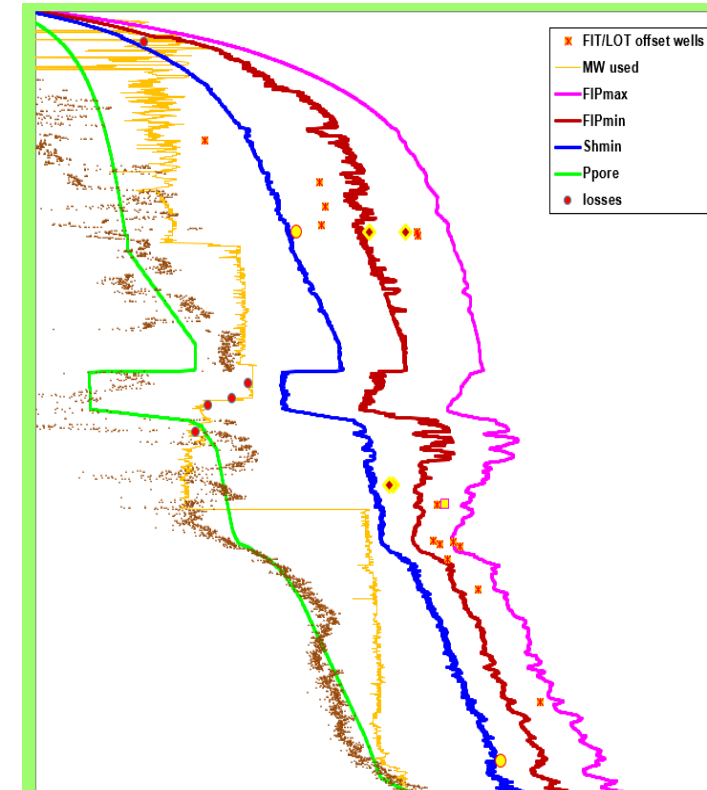 FIT/LOT offset wells
MW used
FIPmax
FIPmin
Shmin
Ppore
losses